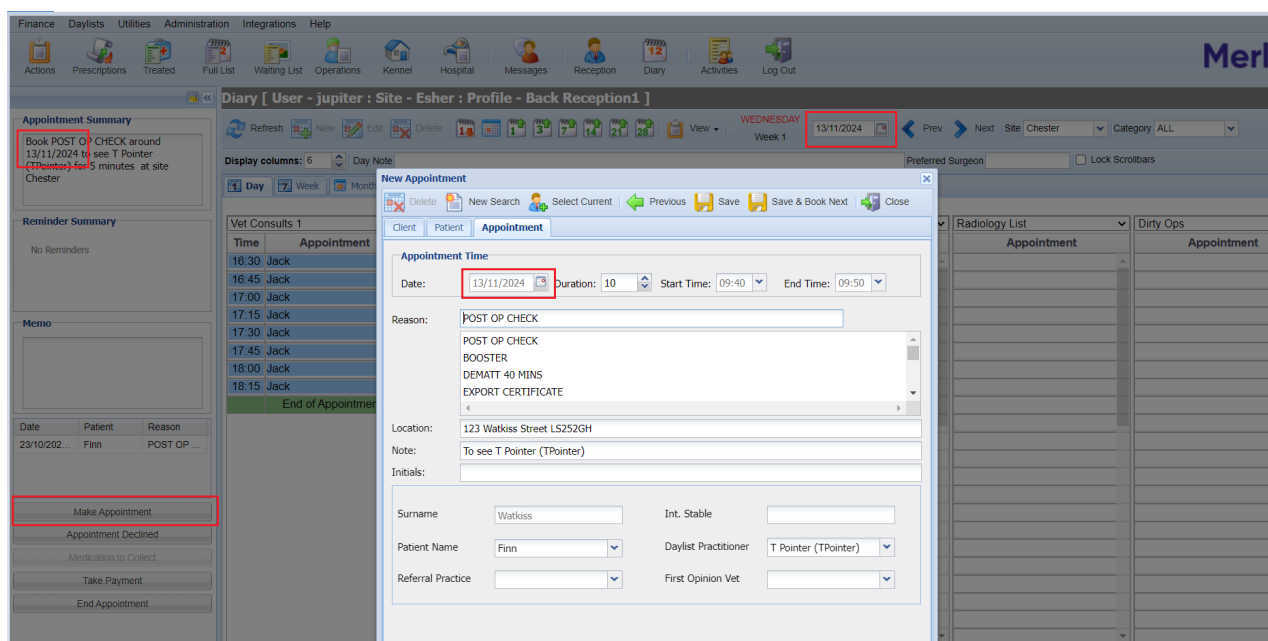 Finance Daylists Utilities Administration Integrations Help
Actions Prescriptions Treated Full List Waiting List Operations Kennel Hospital Messages Reception Diary Activities Log Out
Merl
Diary [ User - jupiter : Site - Esher : Profile - Back Reception1 ]
Appointment Summary
Book POST OP CHECK around
13/11/2024 to see T Pointer
(TPointer) for 5 minutes at site
Chester
Refresh New Edit Delete 1 3 7 14 21 28 View WEDNESDAY Week 1 13/11/2024 Prev Next Site Chester Category ALL
Display columns: 6 Day Note Preferred Surgeon Lock Scrollbars
1 Day 7 Week Month
Reminder Summary
No Reminders
Memo
Date Patient Reason
23/10/202... Finn POST OP ...
Make Appointment
Appointment Declined
Medication to Collect
Take Payment
End Appointment
Vet Consults 1
Time Appointment
16:30 Jack
16:45 Jack
17:00 Jack
17:15 Jack
17:30 Jack
17:45 Jack
18:00 Jack
18:15 Jack
End of Appointmen
New Appointment
Delete New Search Select Current Previous Save Save & Book Next Close
Client Patient Appointment
Appointment Time
Date: 13/11/2024 Duration: 10 Start Time: 09:40 End Time: 09:50
Reason: POST OP CHECK
POST OP CHECK
BOOSTER
DEMATT 40 MINS
EXPORT CERTIFICATE
Location: 123 Watkiss Street LS252GH
Note: To see T Pointer (TPointer)
Initials:
Surname Watkiss Int. Stable
Patient Name Finn Daylist Practitioner T Pointer (TPointer)
Referral Practice First Opinion Vet
Radiology List Dirty Ops
Appointment Appointment